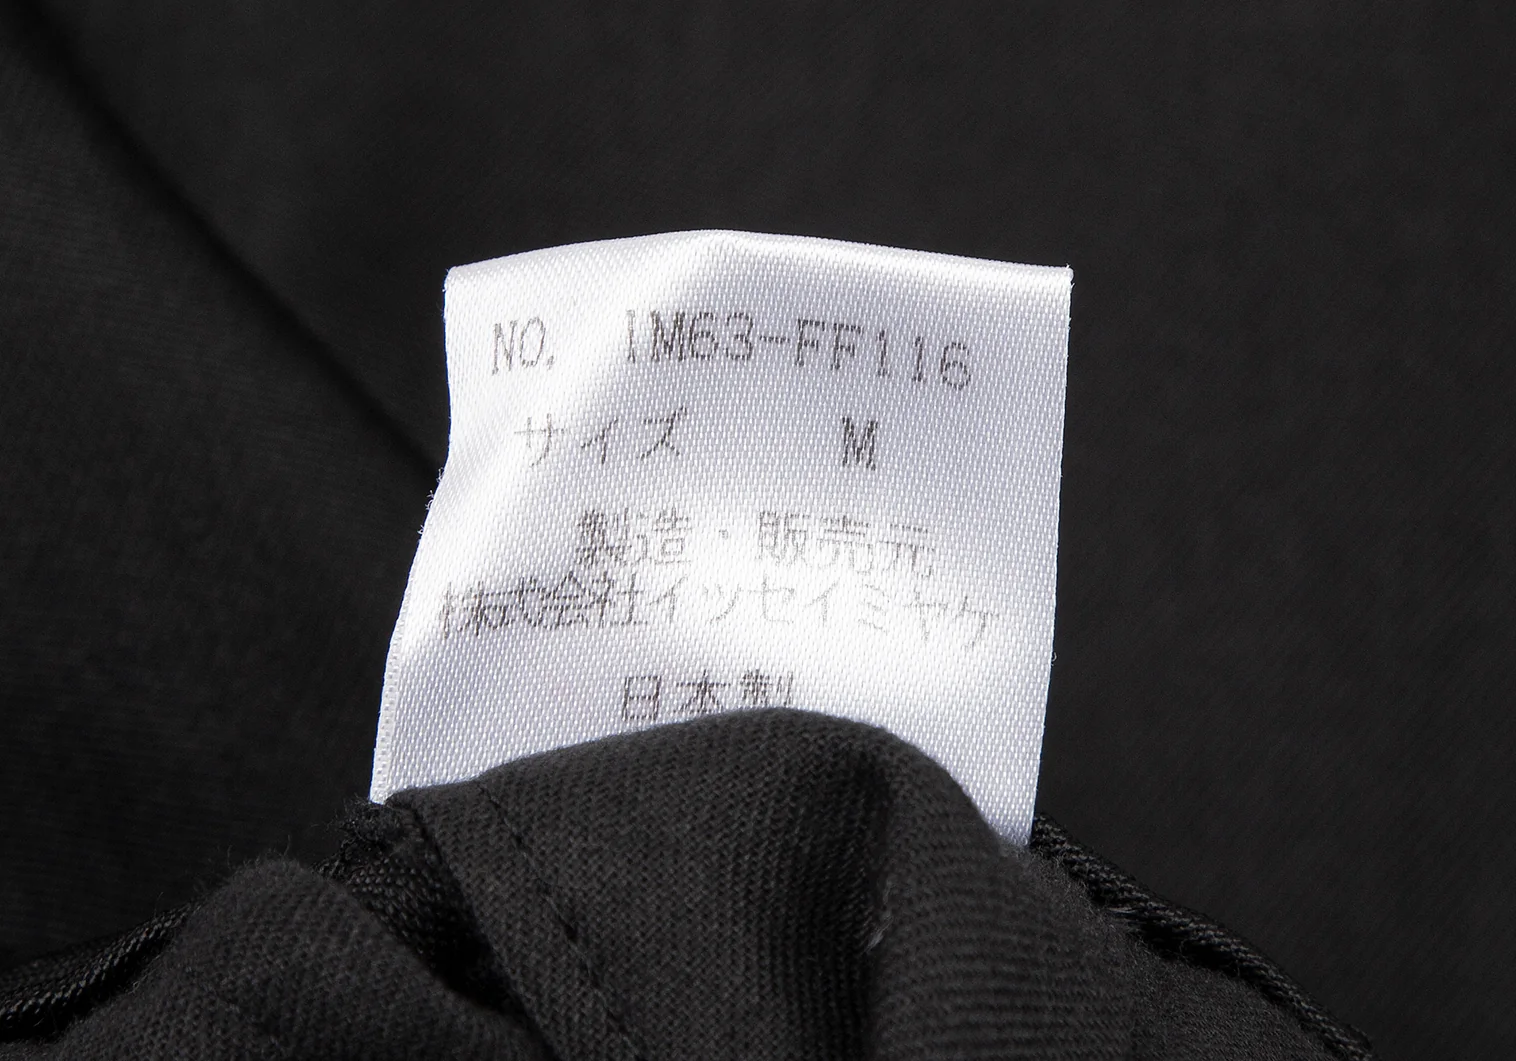 NO. IM63-FF116
サイズ M
製造・販売元
株式会社イッセイミヤケ
日本製